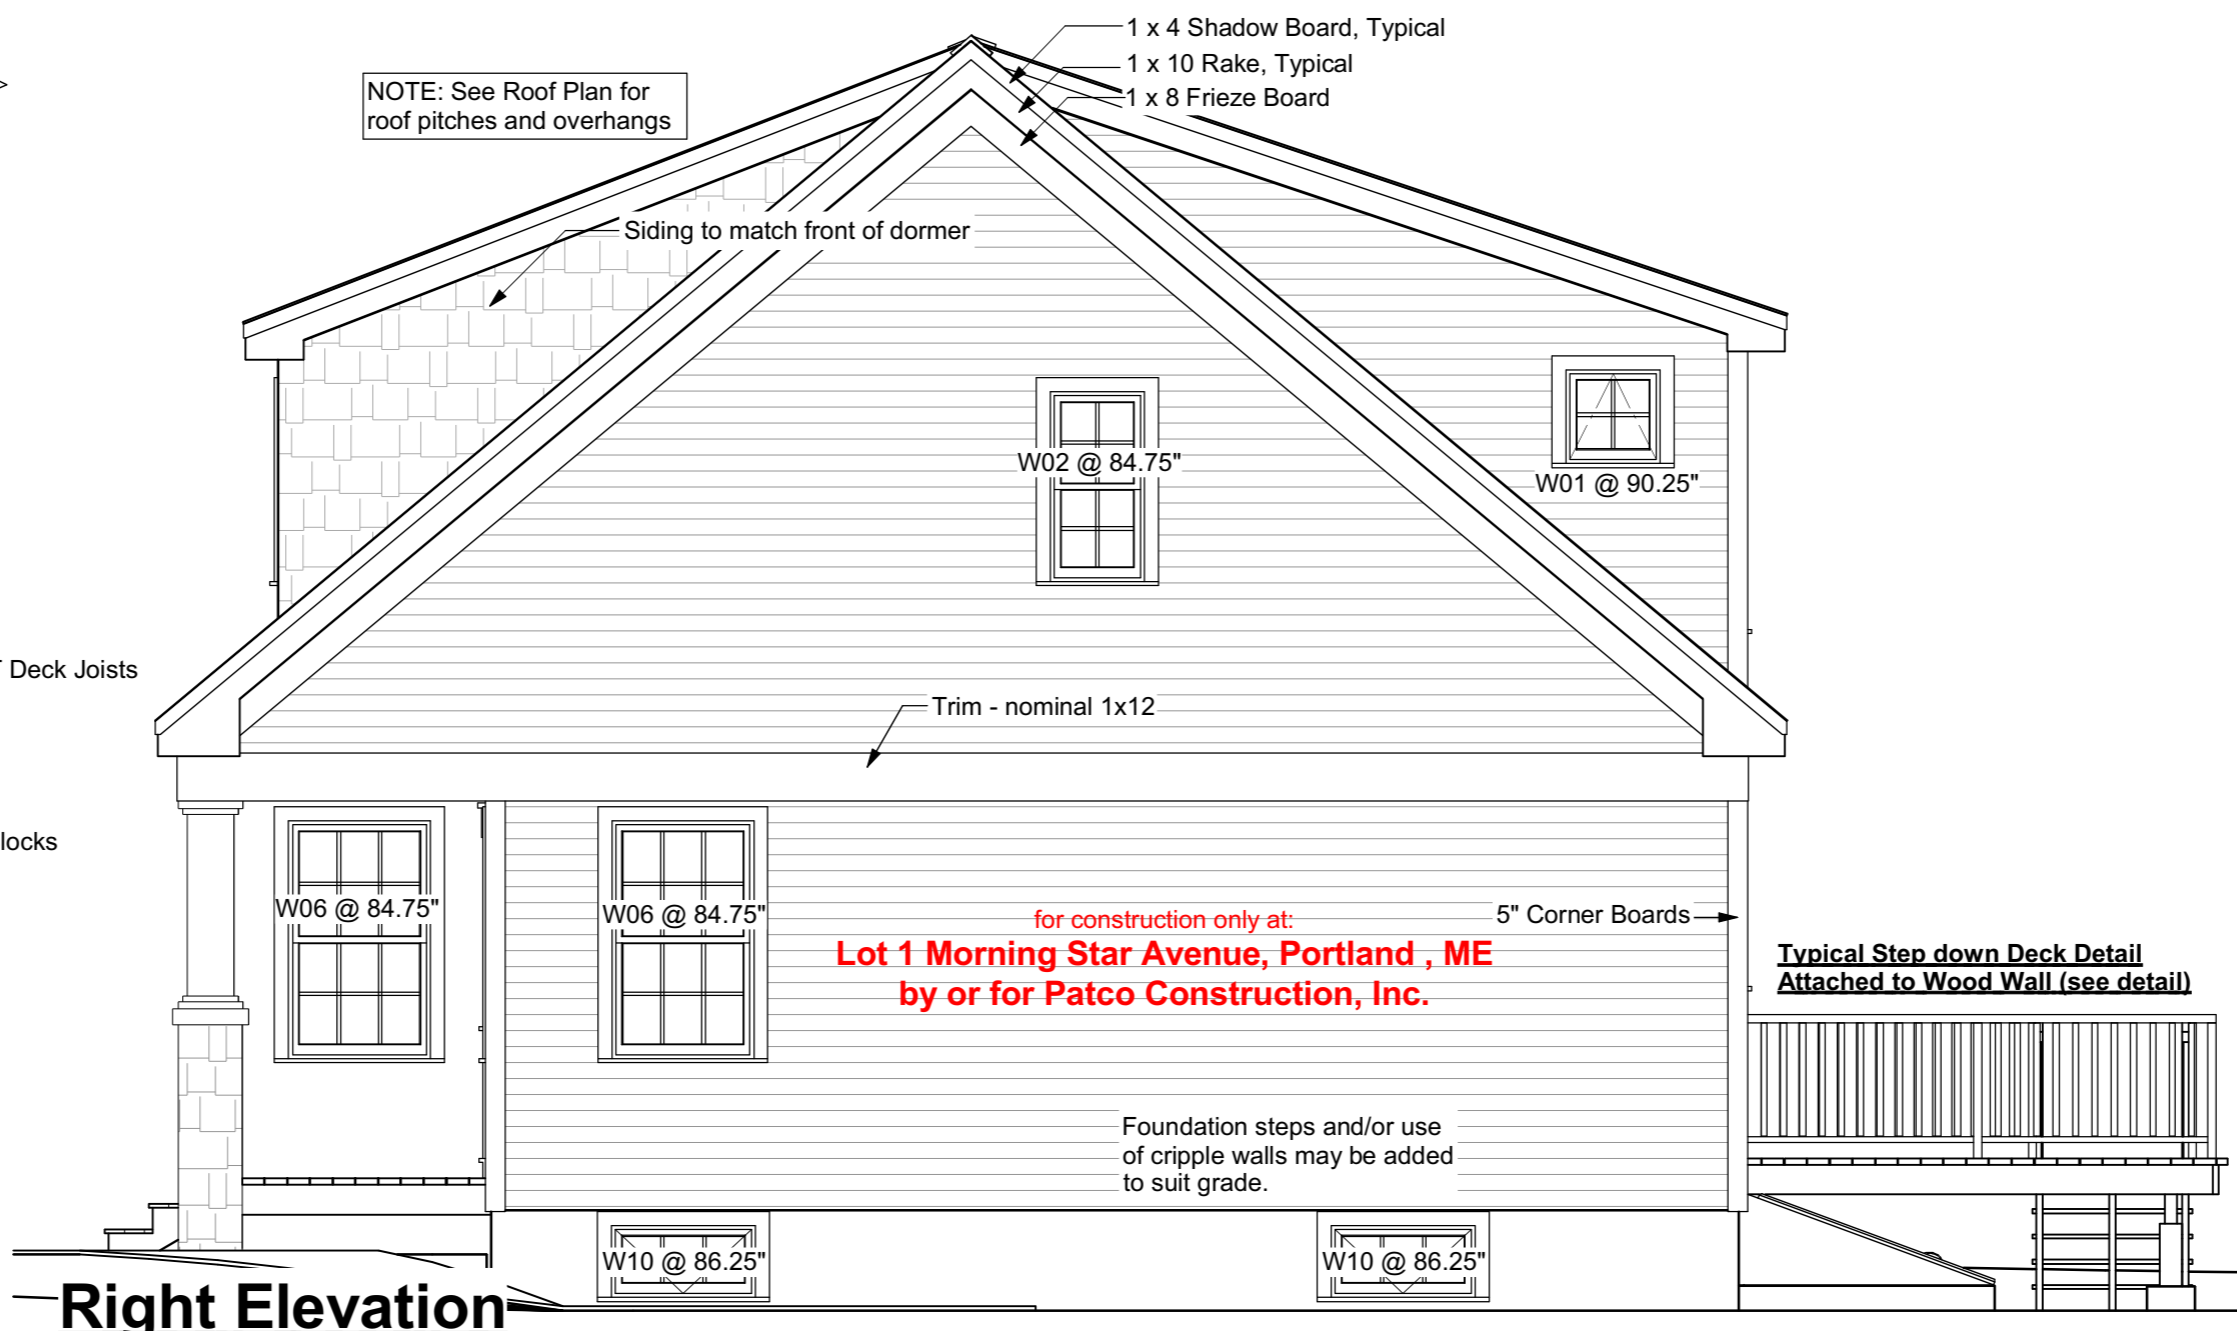 1 x 4 Shadow Board, Typical
1 x 10 Rake, Typical
1 x 8 Frieze Board
NOTE: See Roof Plan for
roof pitches and overhangs
Siding to match front of dormer
W02 @ 84.75"
W01 @ 90.25"
Deck Joists
Trim - nominal 1x12
locks
W06 @ 84.75"
W06 @ 84.75"
for construction only at:
Lot 1 Morning Star Avenue, Portland , ME
by or for Patco Construction, Inc.
5" Corner Boards
Typical Step down Deck Detail
Attached to Wood Wall (see detail)
Foundation steps and/or use
of cripple walls may be added
to suit grade.
W10 @ 86.25"
W10 @ 86.25"
Right Elevation